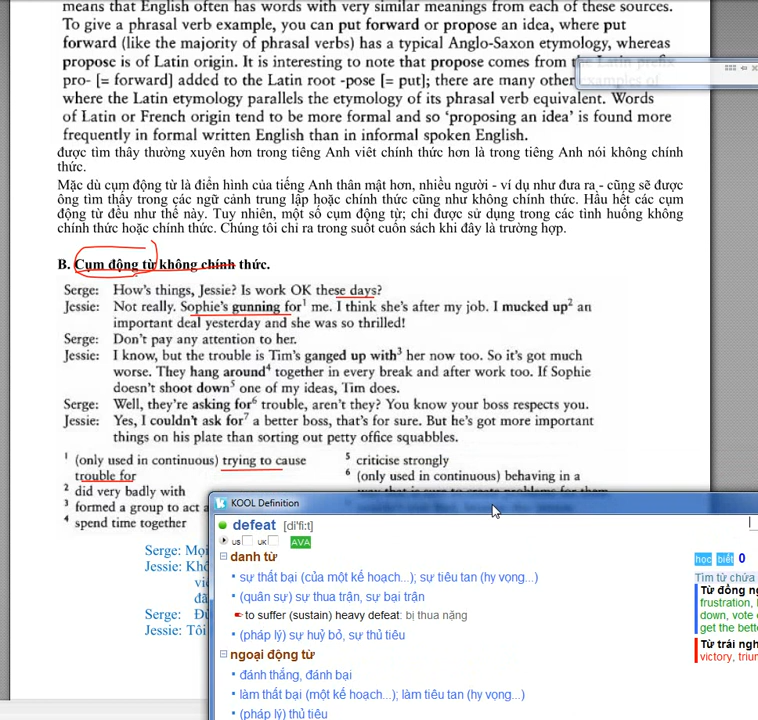 means that English often has words with very similar meanings from each of these sources.
To give a phrasal verb example, you can put forward or propose an idea, where put
forward (like the majority of phrasal verbs) has a typical Anglo-Saxon etymology, whereas
propose is of Latin origin. It is interesting to note that propose comes from the Latin prefix
pro- [= forward] added to the Latin root -pose [= put]; there are many other examples of
where the Latin etymology parallels the etymology of its phrasal verb equivalent. Words
of Latin or French origin tend to be more formal and so ‘proposing an idea’ is found more
frequently in formal written English than in informal spoken English.
được tìm thấy thường xuyên hơn trong tiếng Anh viết chính thức hơn là trong tiếng Anh nói không chính
thức.
Mặc dù cụm động từ là điển hình của tiếng Anh thân mật hơn, nhiều người - ví dụ như đưa ra - cũng sẽ được
ông tìm thấy trong các ngữ cảnh trung lập hoặc chính thức cũng như không chính thức. Hầu hết các cụm
động từ đều như thế này. Tuy nhiên, một số cụm động từ; chỉ được sử dụng trong các tình huống không
chính thức hoặc chính thức. Chúng tôi chỉ ra trong suốt cuốn sách khi đây là trường hợp.
B. Cụm động từ không chính thức.
Serge: How’s things, Jessie? Is work OK these days?
Jessie: Not really. Sophie’s gunning for¹ me. I think she’s after my job. I mucked up² an
important deal yesterday and she was so thrilled!
Serge: Don’t pay any attention to her.
Jessie: I know, but the trouble is Tim’s ganged up with³ her now too. So it’s got much
worse. They hang around⁴ together in every break and after work too. If Sophie
doesn’t shoot down⁵ one of my ideas, Tim does.
Serge: Well, they’re asking for⁶ trouble, aren’t they? You know your boss respects you.
Jessie: Yes, I couldn’t ask for⁷ a better boss, that’s for sure. But he’s got more important
things on his plate than sorting out petty office squabbles.
¹ (only used in continuous) trying to cause
trouble for
² did very badly with
³ formed a group to act a
⁴ spend time together
⁵ criticise strongly
⁶ (only used in continuous) behaving in a
way that is sure to create problems for them
Serge: Mọi
Jessie: Khô
việ
đã
Serge: Đừ
Jessie: Tôi
KOOL Definition
defeat [di'fi:t]
US UK AVA
danh từ
• sự thất bại (của một kế hoạch...); sự tiêu tan (hy vọng...)
• (quân sự) sự thua trận, sự bại trận
to suffer (sustain) heavy defeat: bị thua nặng
• (pháp lý) sự huỷ bỏ, sự thủ tiêu
ngoại động từ
• đánh thắng, đánh bại
• làm thất bại (một kế hoạch...); làm tiêu tan (hy vọng...)
• (pháp lý) thủ tiêu
học biết 0
Tìm từ chứa
Từ đồng ng
frustration,
down, vote
get the bett
Từ trái ngh
victory, triun